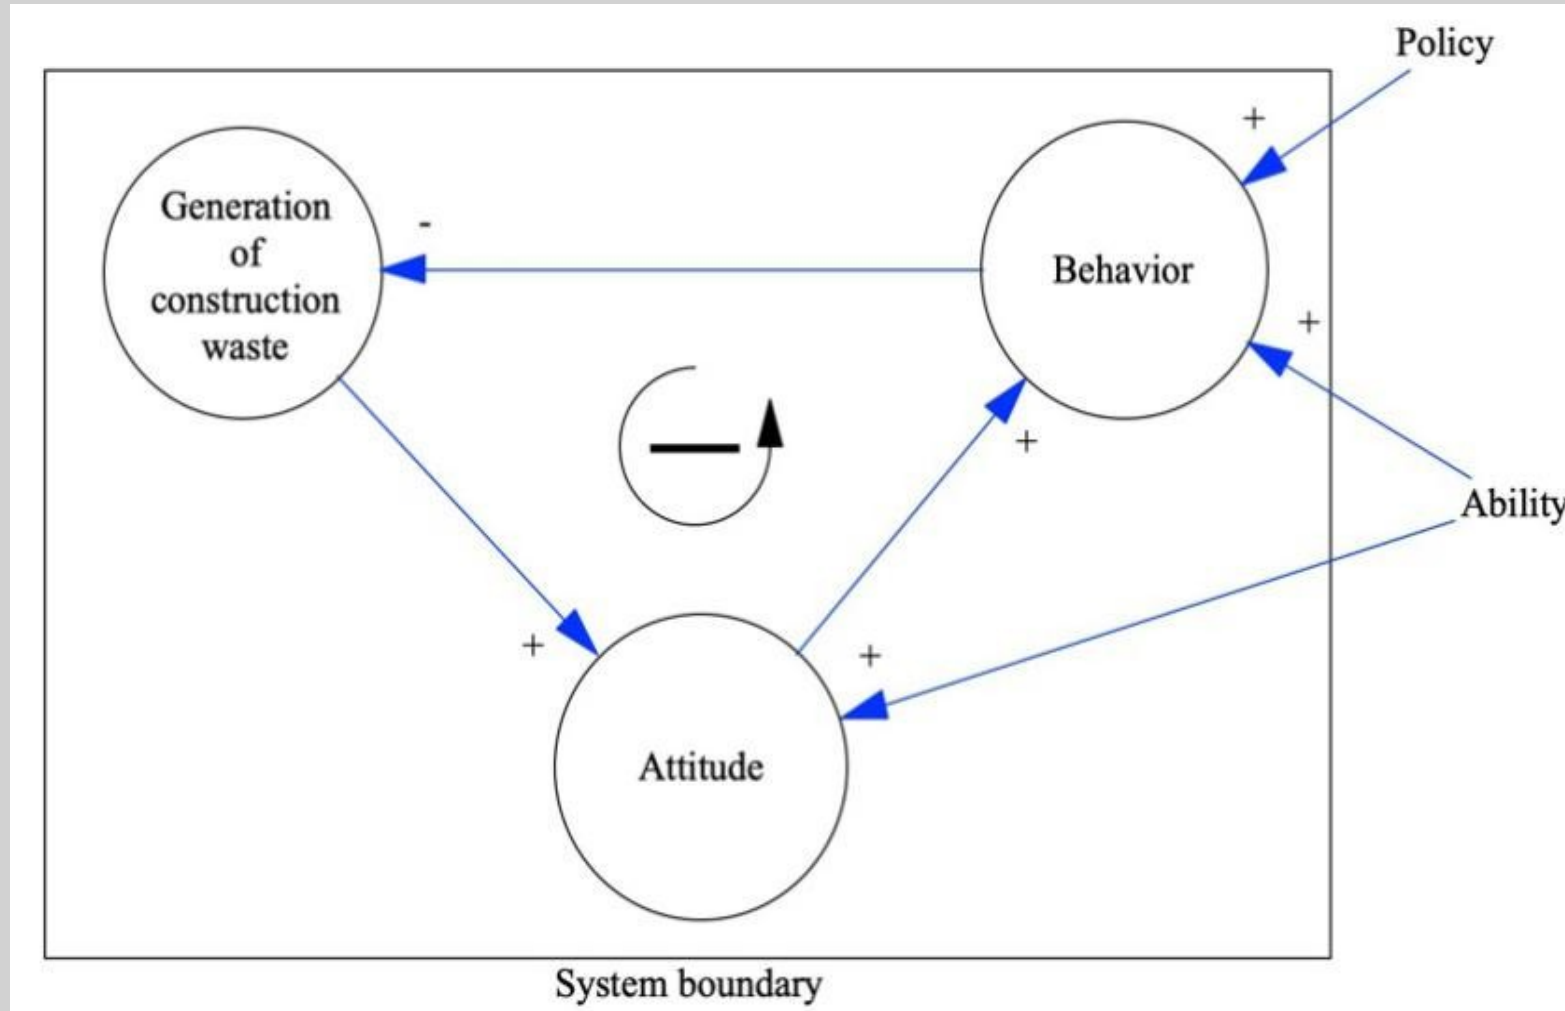 Policy
+
Generation
of
construction
waste
-
Behavior
+
+
Ability
+
+
Attitude
System boundary